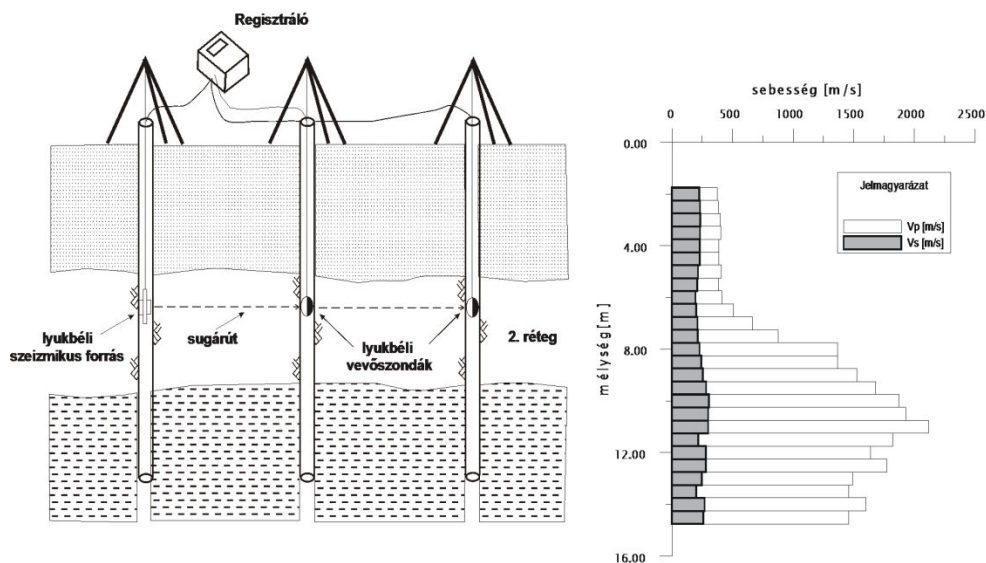 Regisztráló
lyukbéli
szeizmikus forrás
sugárút
lyukbéli
vevőszondák
2. réteg
sebesség [m/s]
0 500 1000 1500 2000 2500
mélység [m]
0.00
Jelmagyarázat
Vp [m/s]
Vs [m/s]
4.00
8.00
12.00
16.00